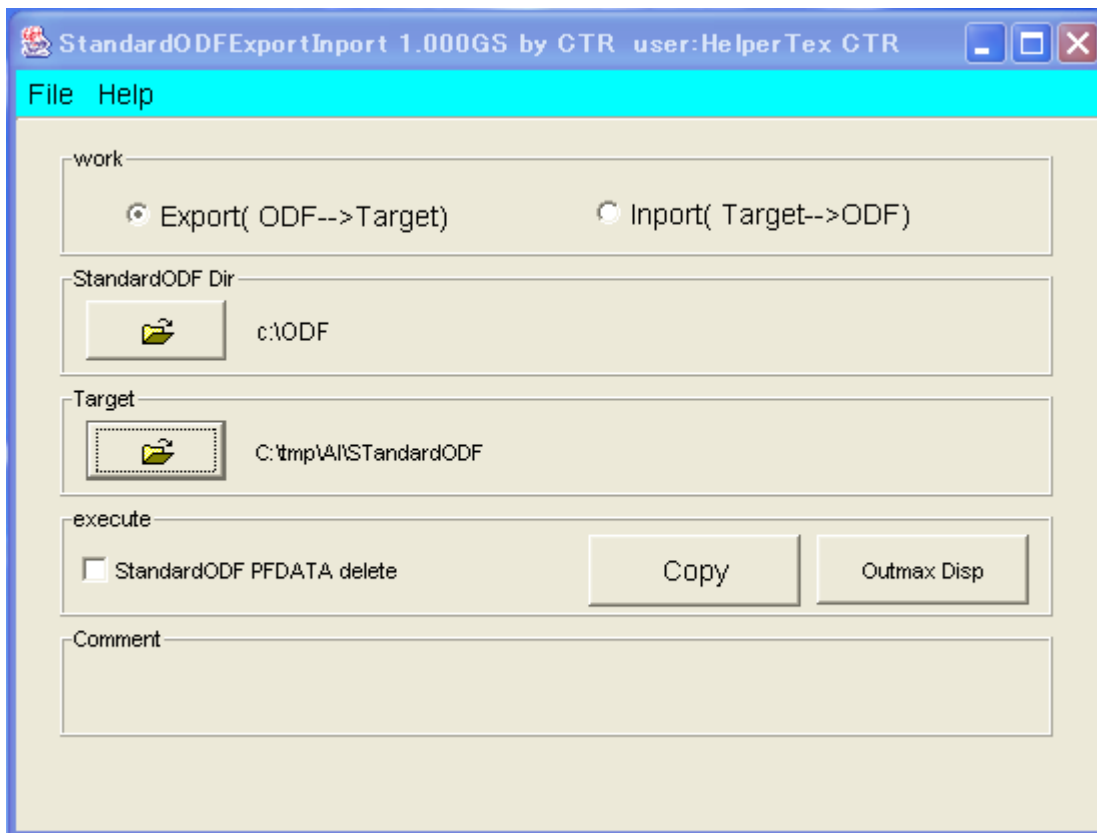 StandardODFExportInport 1.000GS by CTR user:HelperTex CTR
File Help
work
Export( ODF-->Target) Inport( Target-->ODF)
StandardODF Dir
c:\ODF
Target
C:\tmp\AI\STandardODF
execute
StandardODF PFDATA delete Copy Outmax Disp
Comment